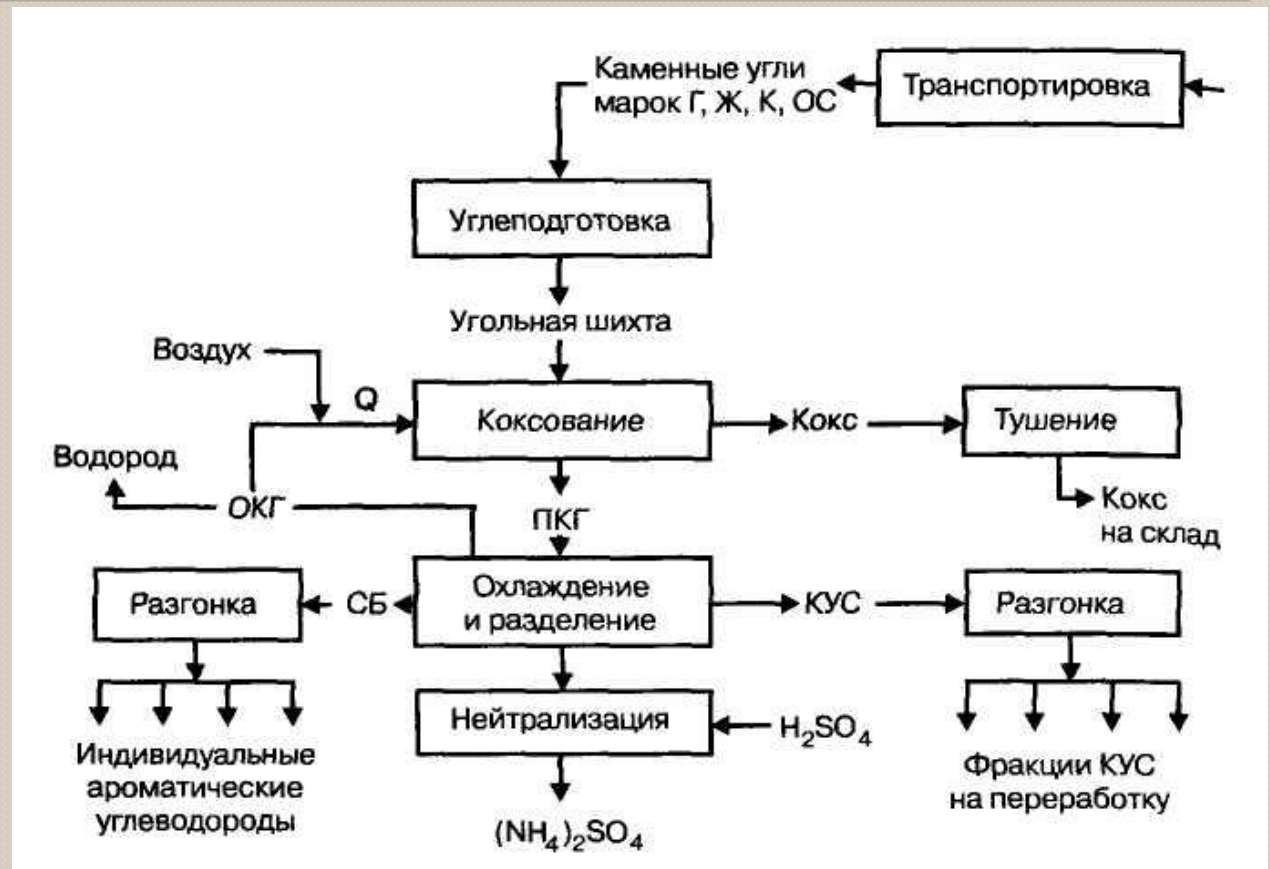 Каменные угли
марок Г, Ж, К, ОС
Транспортировка
Углеподготовка
Угольная шихта
Воздух
Q
Коксование
Кокс
Тушение
Водород
ОКГ
ПКГ
Кокс
на склад
Разгонка
СБ
Охлаждение
и разделение
КУС
Разгонка
Нейтрализация
H₂SO₄
Индивидуальные
ароматические
углеводороды
Фракции КУС
на переработку
(NH₄)₂SO₄